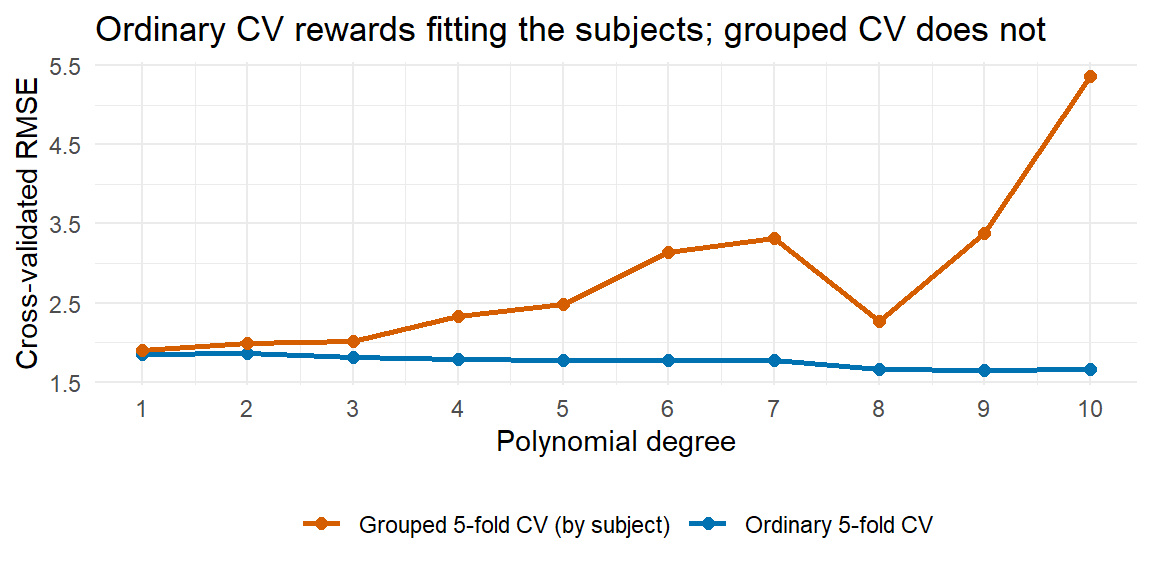 Ordinary CV rewards fitting the subjects; grouped CV does not
Cross-validated RMSE
5.5
4.5
3.5
2.5
1.5
1 2 3 4 5 6 7 8 9 10
Polynomial degree
Grouped 5-fold CV (by subject) Ordinary 5-fold CV